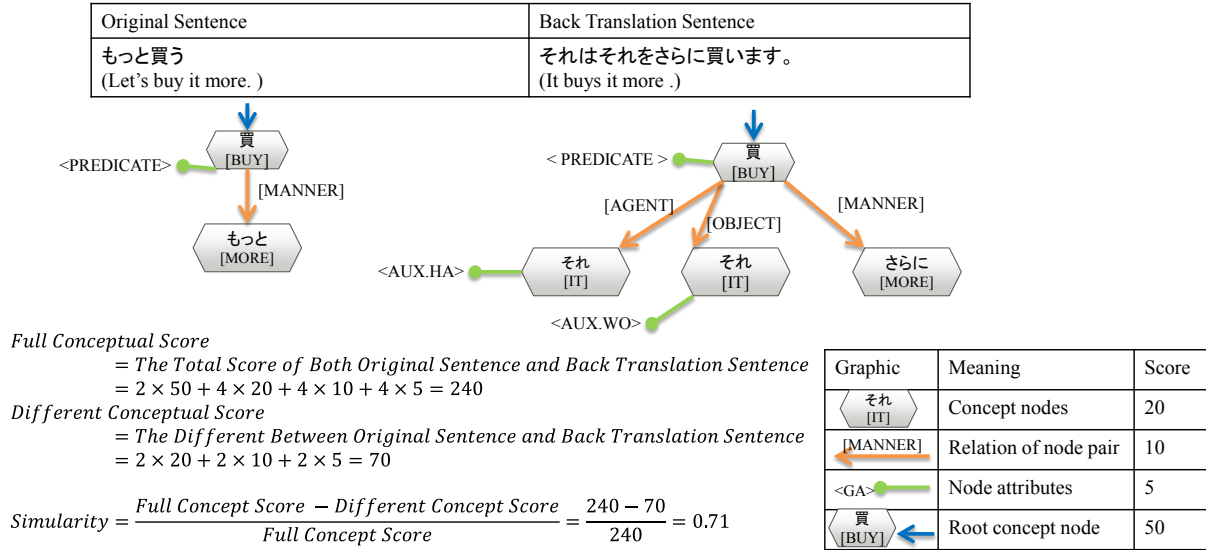 Original Sentence
Back Translation Sentence
もっと買う
(Let's buy it more. )
それはそれをさらに買います。
(It buys it more .)
買
[BUY]
<PREDICATE>
[MANNER]
もっと
[MORE]
買
[BUY]
< PREDICATE >
[AGENT]
[OBJECT]
[MANNER]
それ
[IT]
<AUX.HA>
それ
[IT]
<AUX.WO>
さらに
[MORE]
Full Conceptual Score
= The Total Score of Both Original Sentence and Back Translation Sentence
= 2 × 50 + 4 × 20 + 4 × 10 + 4 × 5 = 240
Different Conceptual Score
= The Different Between Original Sentence and Back Translation Sentence
= 2 × 20 + 2 × 10 + 2 × 5 = 70
Simularity = (Full Concept Score − Different Concept Score) / Full Concept Score = (240 − 70) / 240 = 0.71
Graphic Meaning Score
それ
[IT]
Concept nodes 20
[MANNER] Relation of node pair 10
<GA> Node attributes 5
買
[BUY]
Root concept node 50